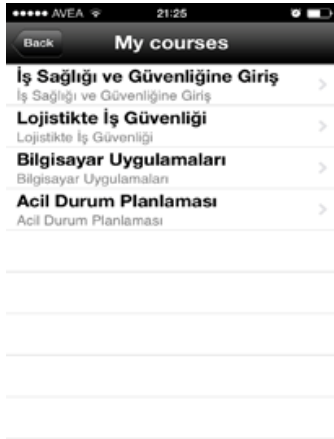 AVEA 21:25
Back My courses
İş Sağlığı ve Güvenliğine Giriş
İş Sağlığı ve Güvenliğine Giriş
Lojistikte İş Güvenliği
Lojistikte İş Güvenliği
Bilgisayar Uygulamaları
Bilgisayar Uygulamaları
Acil Durum Planlaması
Acil Durum Planlaması